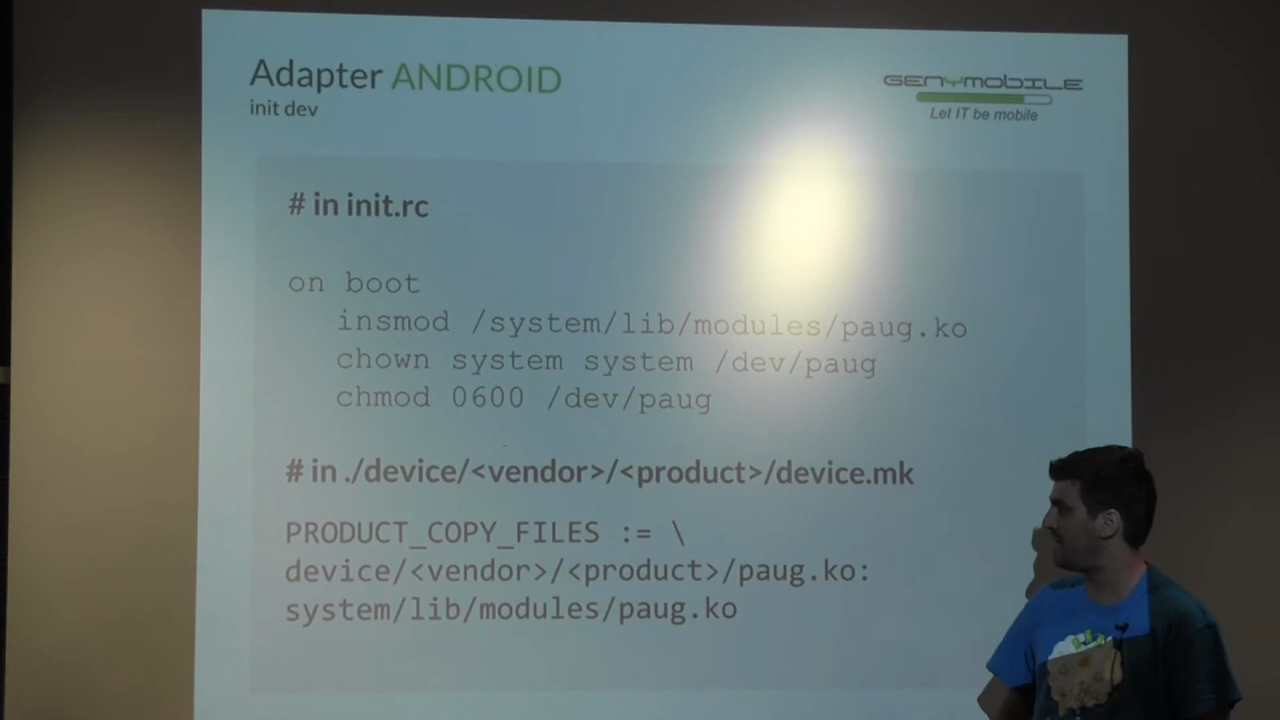 Adapter ANDROID
init dev
GENYMOBILE
Let IT be mobile
# in init.rc
on boot
insmod /system/lib/modules/paug.ko
chown system system /dev/paug
chmod 0600 /dev/paug
# in ./device/<vendor>/<product>/device.mk
PRODUCT_COPY_FILES := \
device/<vendor>/<product>/paug.ko:
system/lib/modules/paug.ko